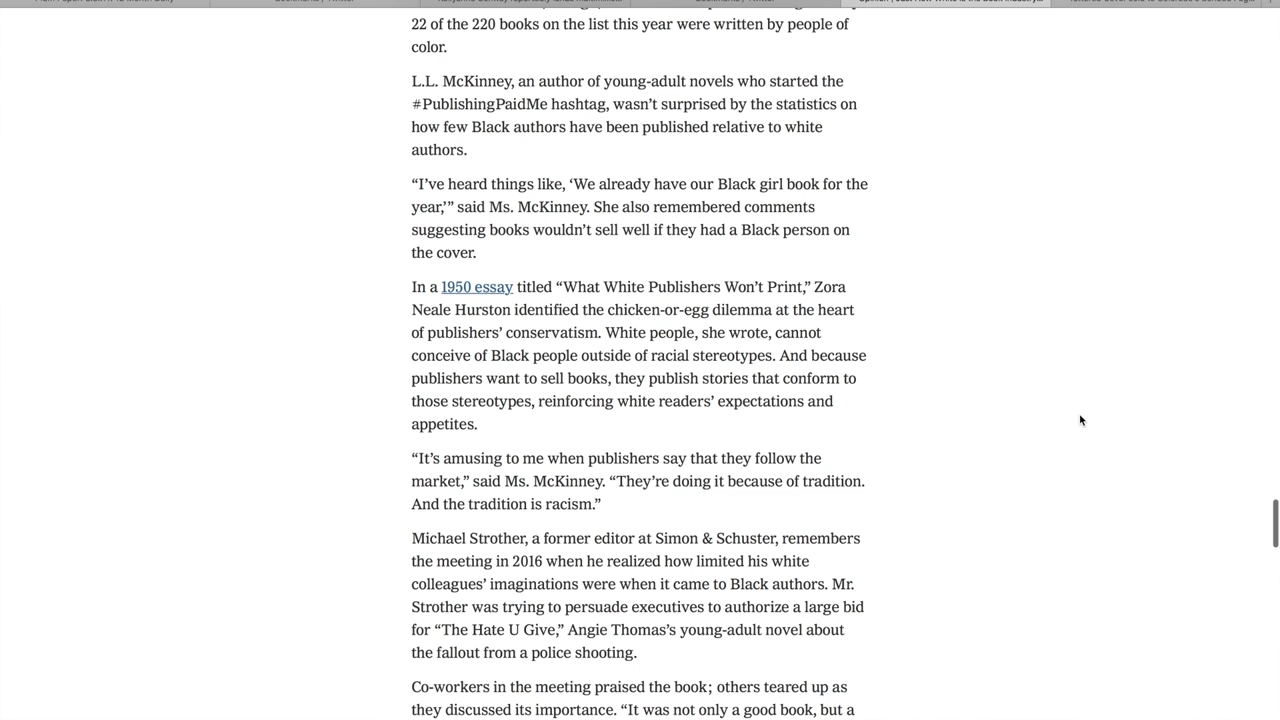 22 of the 220 books on the list this year were written by people of
color.
L.L. McKinney, an author of young-adult novels who started the
#PublishingPaidMe hashtag, wasn’t surprised by the statistics on
how few Black authors have been published relative to white
authors.
“I’ve heard things like, ‘We already have our Black girl book for the
year,’” said Ms. McKinney. She also remembered comments
suggesting books wouldn’t sell well if they had a Black person on
the cover.
In a 1950 essay titled “What White Publishers Won’t Print,” Zora
Neale Hurston identified the chicken-or-egg dilemma at the heart
of publishers’ conservatism. White people, she wrote, cannot
conceive of Black people outside of racial stereotypes. And because
publishers want to sell books, they publish stories that conform to
those stereotypes, reinforcing white readers’ expectations and
appetites.
“It’s amusing to me when publishers say that they follow the
market,” said Ms. McKinney. “They’re doing it because of tradition.
And the tradition is racism.”
Michael Strother, a former editor at Simon & Schuster, remembers
the meeting in 2016 when he realized how limited his white
colleagues’ imaginations were when it came to Black authors. Mr.
Strother was trying to persuade executives to authorize a large bid
for “The Hate U Give,” Angie Thomas’s young-adult novel about
the fallout from a police shooting.
Co-workers in the meeting praised the book; others teared up as
they discussed its importance. “It was not only a good book, but a